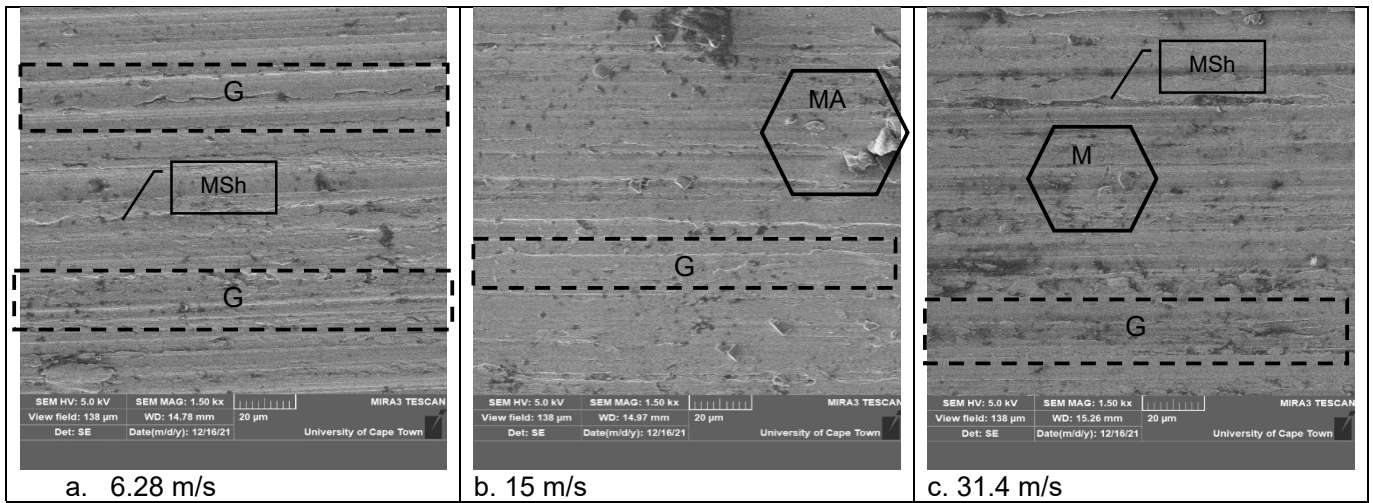 G
MSh
G
SEM HV: 5.0 kV SEM MAG: 1.50 kx MIRA3 TESCAN
View field: 138 µm WD: 14.78 mm 20 µm
Det: SE Date(m/d/y): 12/16/21 University of Cape Town
a. 6.28 m/s
MA
G
SEM HV: 5.0 kV SEM MAG: 1.50 kx MIRA3 TESCAN
View field: 138 µm WD: 14.97 mm 20 µm
Det: SE Date(m/d/y): 12/16/21 University of Cape Town
b. 15 m/s
MSh
M
G
SEM HV: 5.0 kV SEM MAG: 1.50 kx MIRA3 TESCAN
View field: 138 µm WD: 15.26 mm 20 µm
Det: SE Date(m/d/y): 12/16/21 University of Cape Town
c. 31.4 m/s